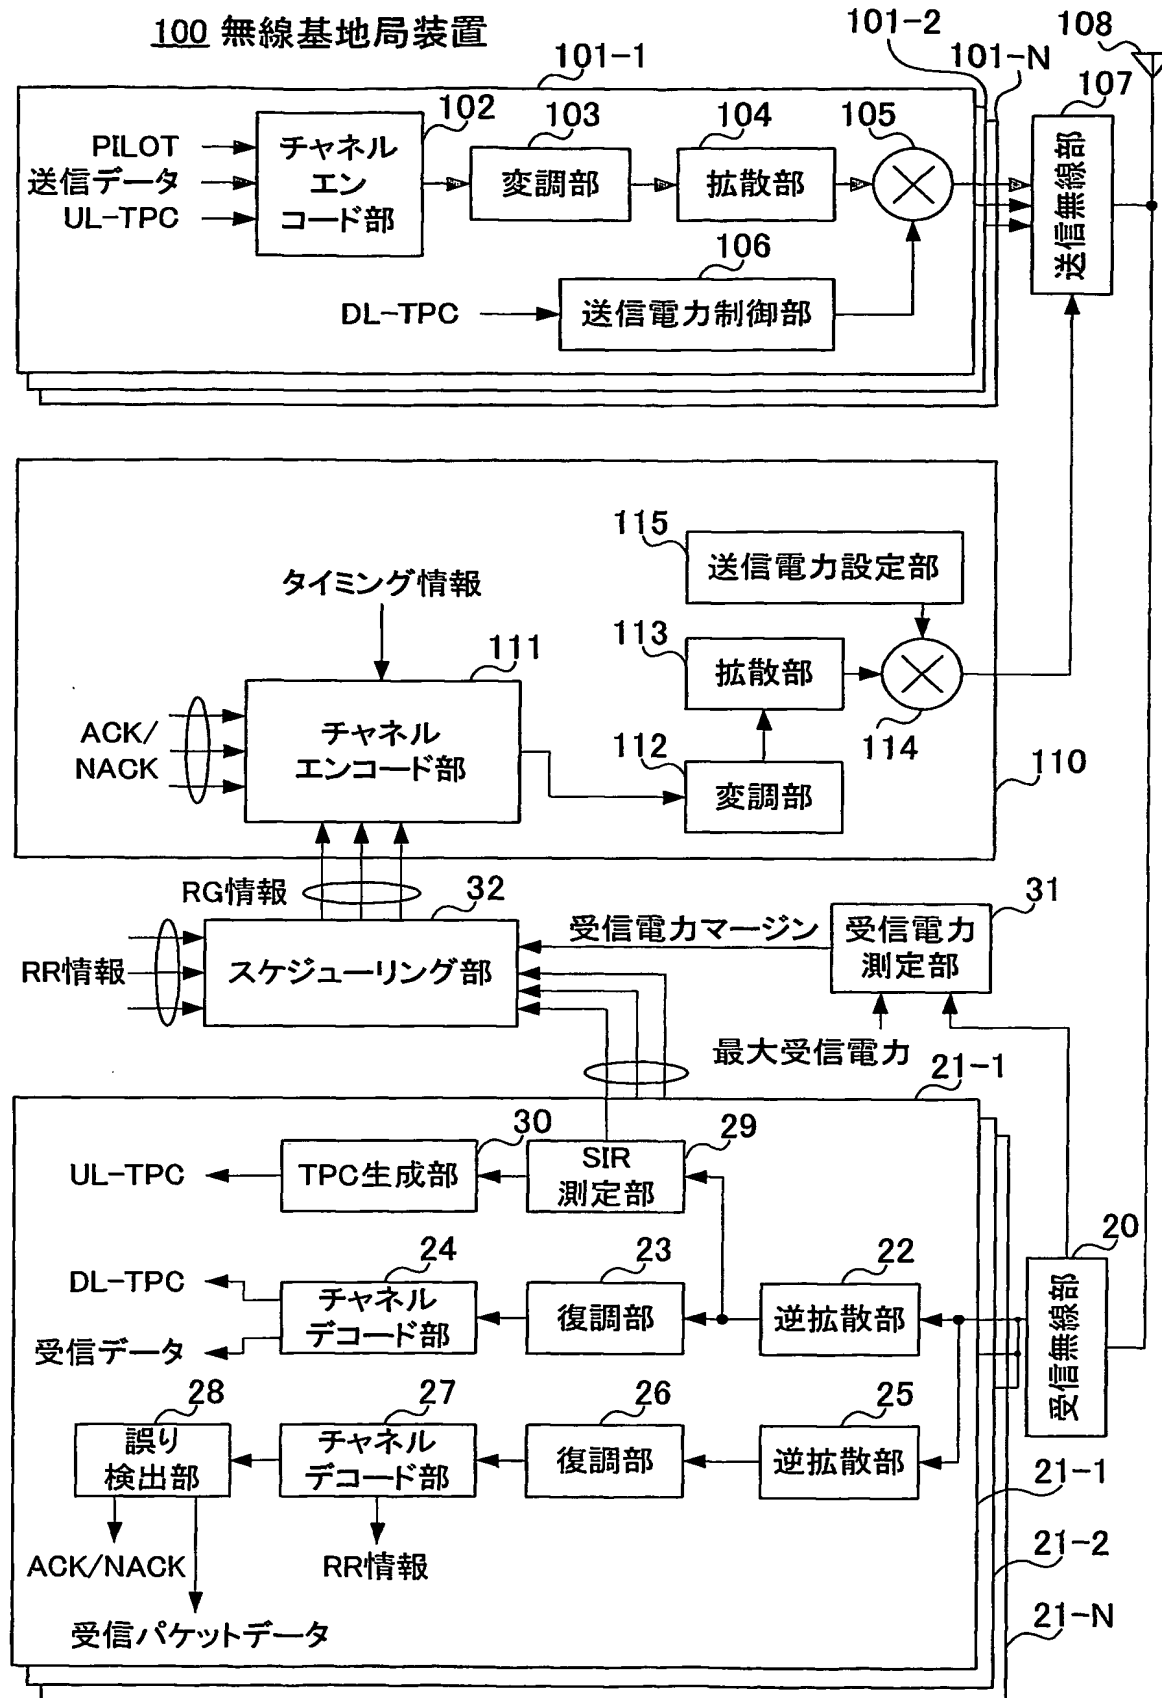 100 無線基地局装置
101-1
101-2
101-N
108
107
PILOT
送信データ
UL-TPC
チャネル
エン
コード部
102
103
変調部
104
拡散部
105
106
DL-TPC
送信電力制御部
送信無線部
115
送信電力設定部
タイミング情報
111
113
拡散部
ACK/
NACK
チャネル
エンコード部
114
112
変調部
110
RG情報
32
31
RR情報
スケジューリング部
受信電力マージン
受信電力
測定部
最大受信電力
21-1
30
29
UL-TPC
TPC生成部
SIR
測定部
20
24
23
22
DL-TPC
受信データ
チャネル
デコード部
復調部
逆拡散部
受信無線部
28
27
26
25
誤り
検出部
チャネル
デコード部
復調部
逆拡散部
21-1
ACK/NACK
RR情報
21-2
受信パケットデータ
21-N